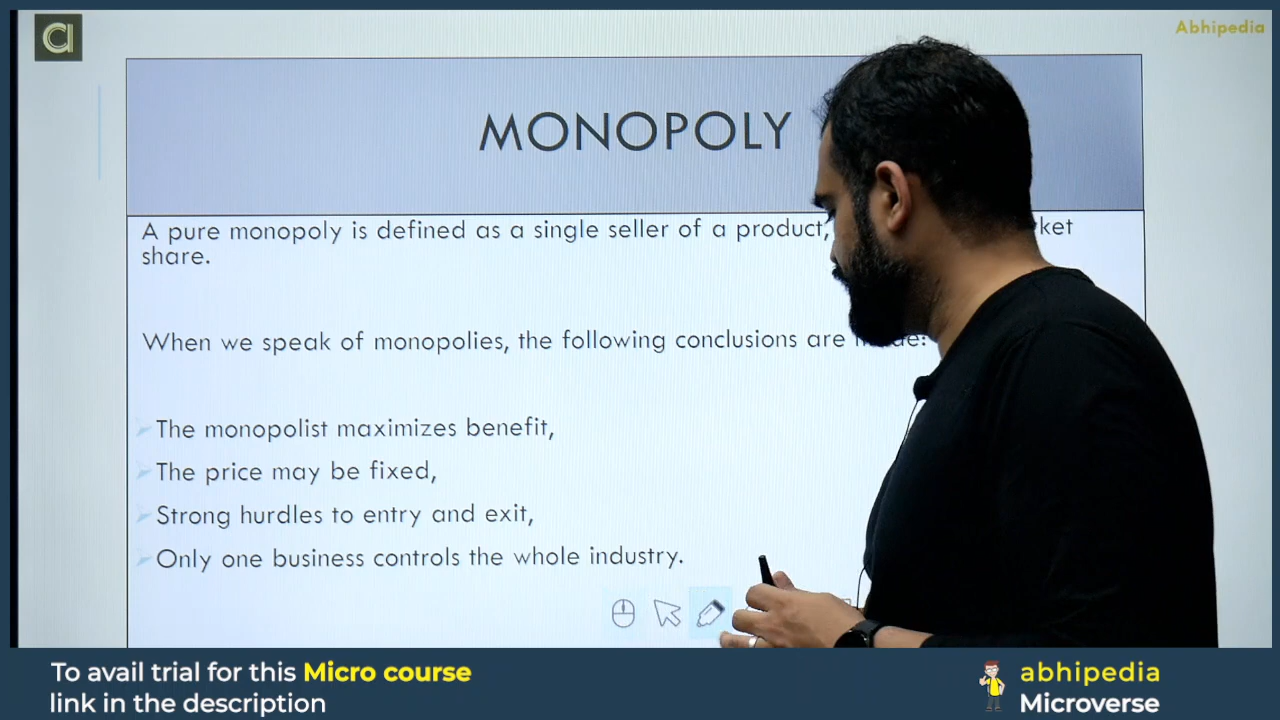 Abhipedia
MONOPOLY
A pure monopoly is defined as a single seller of a product,
share.
When we speak of monopolies, the following conclusions are
The monopolist maximizes benefit,
The price may be fixed,
Strong hurdles to entry and exit,
Only one business controls the whole industry.
To avail trial for this Micro course
link in the description
abhipedia
Microverse